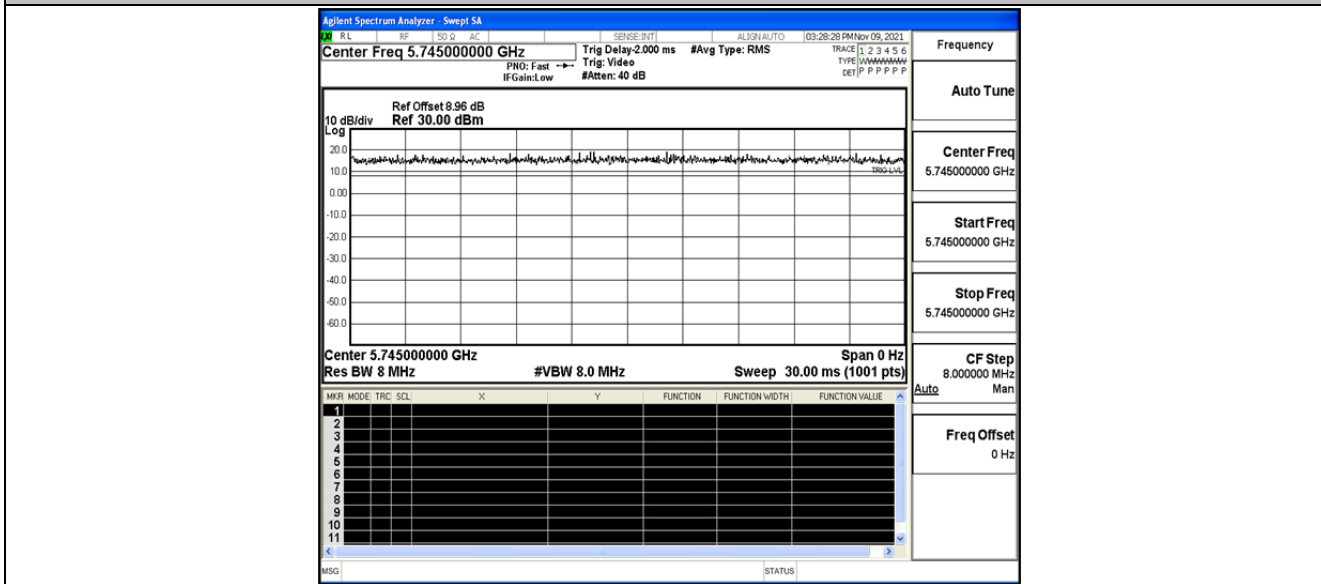 Agilent Spectrum Analyzer - Swept SA
RL RF 50 Ω AC SENSE:INT ALIGNAUTO 03:28:28 PM Nov 09, 2021
Center Freq 5.745000000 GHz
PNO: Fast
IFGain:Low
Trig Delay-2.000 ms
Trig: Video
#Atten: 40 dB
#Avg Type: RMS
TRACE 1 2 3 4 5 6
TYPE WWWWWW
DET P P P P P P
Ref Offset 8.96 dB
10 dB/div Ref 30.00 dBm
Log
20.0
10.0
0.00
-10.0
-20.0
-30.0
-40.0
-50.0
-60.0
TRIG LVL
Center 5.745000000 GHz Span 0 Hz
Res BW 8 MHz #VBW 8.0 MHz Sweep 30.00 ms (1001 pts)
MKR MODE TRC SCL X Y FUNCTION FUNCTION WIDTH FUNCTION VALUE
1
2
3
4
5
6
7
8
9
10
11
MSG STATUS
Frequency
Auto Tune
Center Freq
5.745000000 GHz
Start Freq
5.745000000 GHz
Stop Freq
5.745000000 GHz
CF Step
8.000000 MHz
Auto Man
Freq Offset
0 Hz